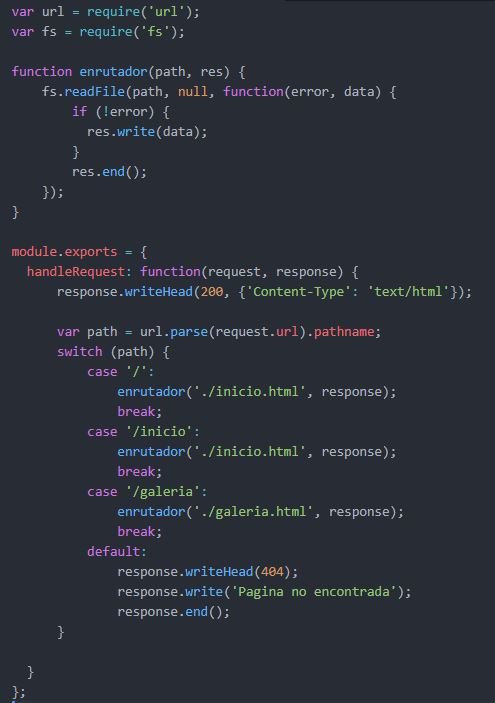 var url = require('url');
var fs = require('fs');
function enrutador(path, res) {
fs.readFile(path, null, function(error, data) {
if (!error) {
res.write(data);
}
res.end();
});
}
module.exports = {
handleRequest: function(request, response) {
response.writeHead(200, {'Content-Type': 'text/html'});
var path = url.parse(request.url).pathname;
switch (path) {
case '/':
enrutador('./inicio.html', response);
break;
case '/inicio':
enrutador('./inicio.html', response);
break;
case '/galeria':
enrutador('./galeria.html', response);
break;
default:
response.writeHead(404);
response.write('Pagina no encontrada');
response.end();
}
}
};